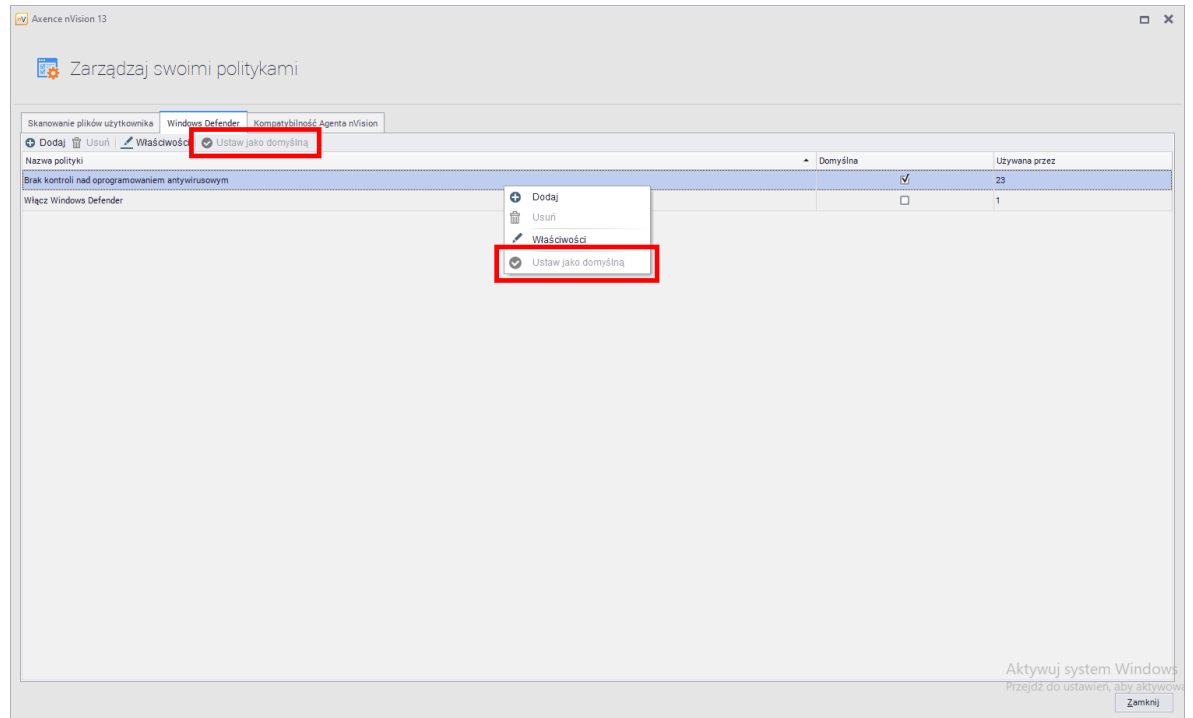 Axence nVision 13
Zarządzaj swoimi politykami
Skanowanie plików użytkownika Windows Defender Kompatybilność Agenta nVision
Dodaj Usuń Właściwości Ustaw jako domyślną
Nazwa polityki Domyślna Używana przez
Brak kontroli nad oprogramowaniem antywirusowym 23
Włącz Windows Defender 1
Dodaj
Usuń
Właściwości
Ustaw jako domyślną
Aktywuj system Windows
Przejdź do ustawień, aby aktywowa
Zamknij